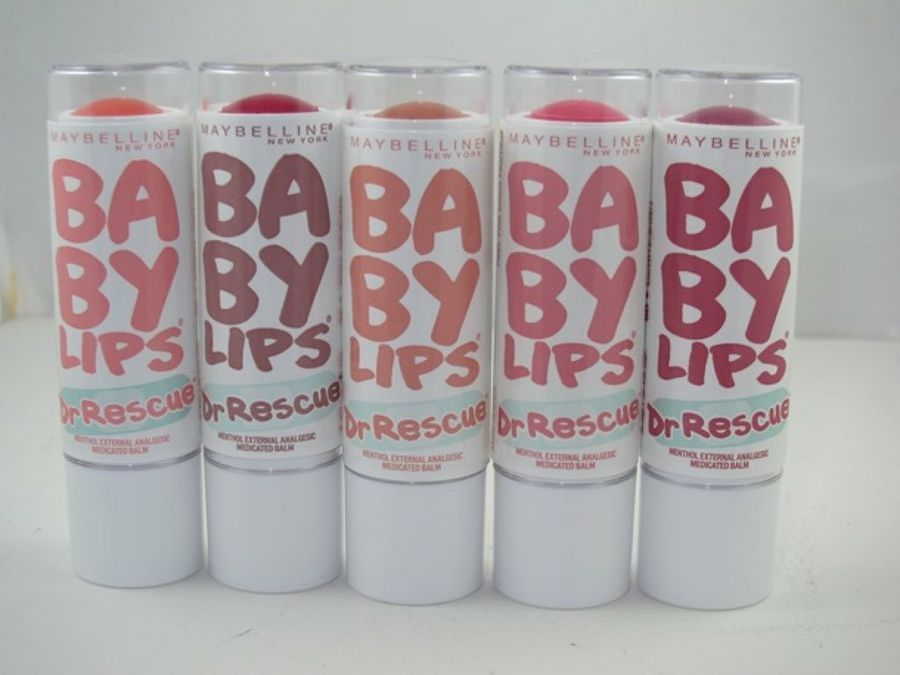 MAYBELLINE®
NEW YORK
BA
BY
LIPS®
Dr Rescue™
MENTHOL EXTERNAL ANALGESIC
MEDICATED BALM
MAYBELLINE®
NEW YORK
BA
BY
LIPS®
Dr Rescue
MENTHOL EXTERNAL ANALGESIC
MEDICATED BALM
MAYBELLINE®
NEW YORK
BA
BY
LIPS®
Dr Rescue™
MENTHOL EXTERNAL ANALGESIC
MEDICATED BALM
MAYBELLINE®
NEW YORK
BA
BY
LIPS®
Dr Rescue
MENTHOL EXTERNAL ANALGESIC
MEDICATED BALM
MAYBELLINE®
NEW YORK
BA
BY
LIPS®
Dr Rescue
MENTHOL EXTERNAL ANALGESIC
MEDICATED BALM